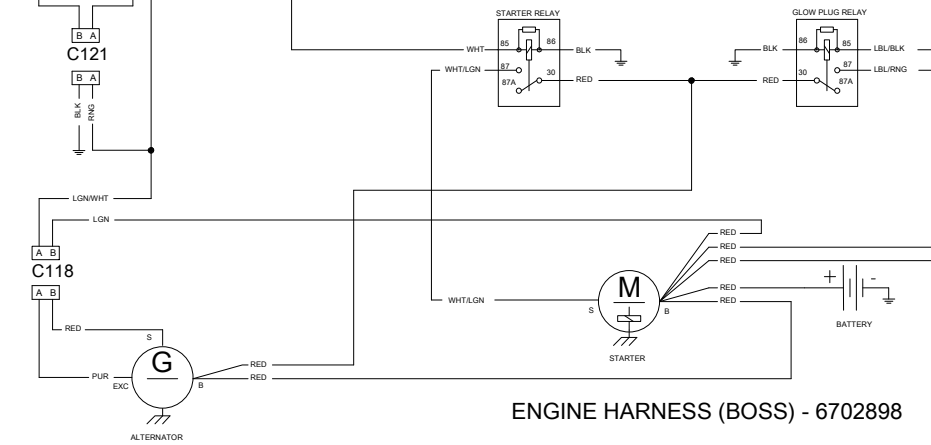 STARTER RELAY
GLOW PLUG RELAY
B A
C121
B A
BLK
RNG
WHT
85
86
BLK
WHT/LGN
87
87A
30
RED
BLK
86
85
LBL/BLK
RED
30
87
87A
LBL/RNG
LGN/WHT
LGN
A B
C118
A B
RED
S
G
PUR
EXC
B
RED
RED
ALTERNATOR
WHT/LGN
S
M
B
STARTER
RED
RED
RED
RED
RED
+
-
BATTERY
ENGINE HARNESS (BOSS) - 6702898